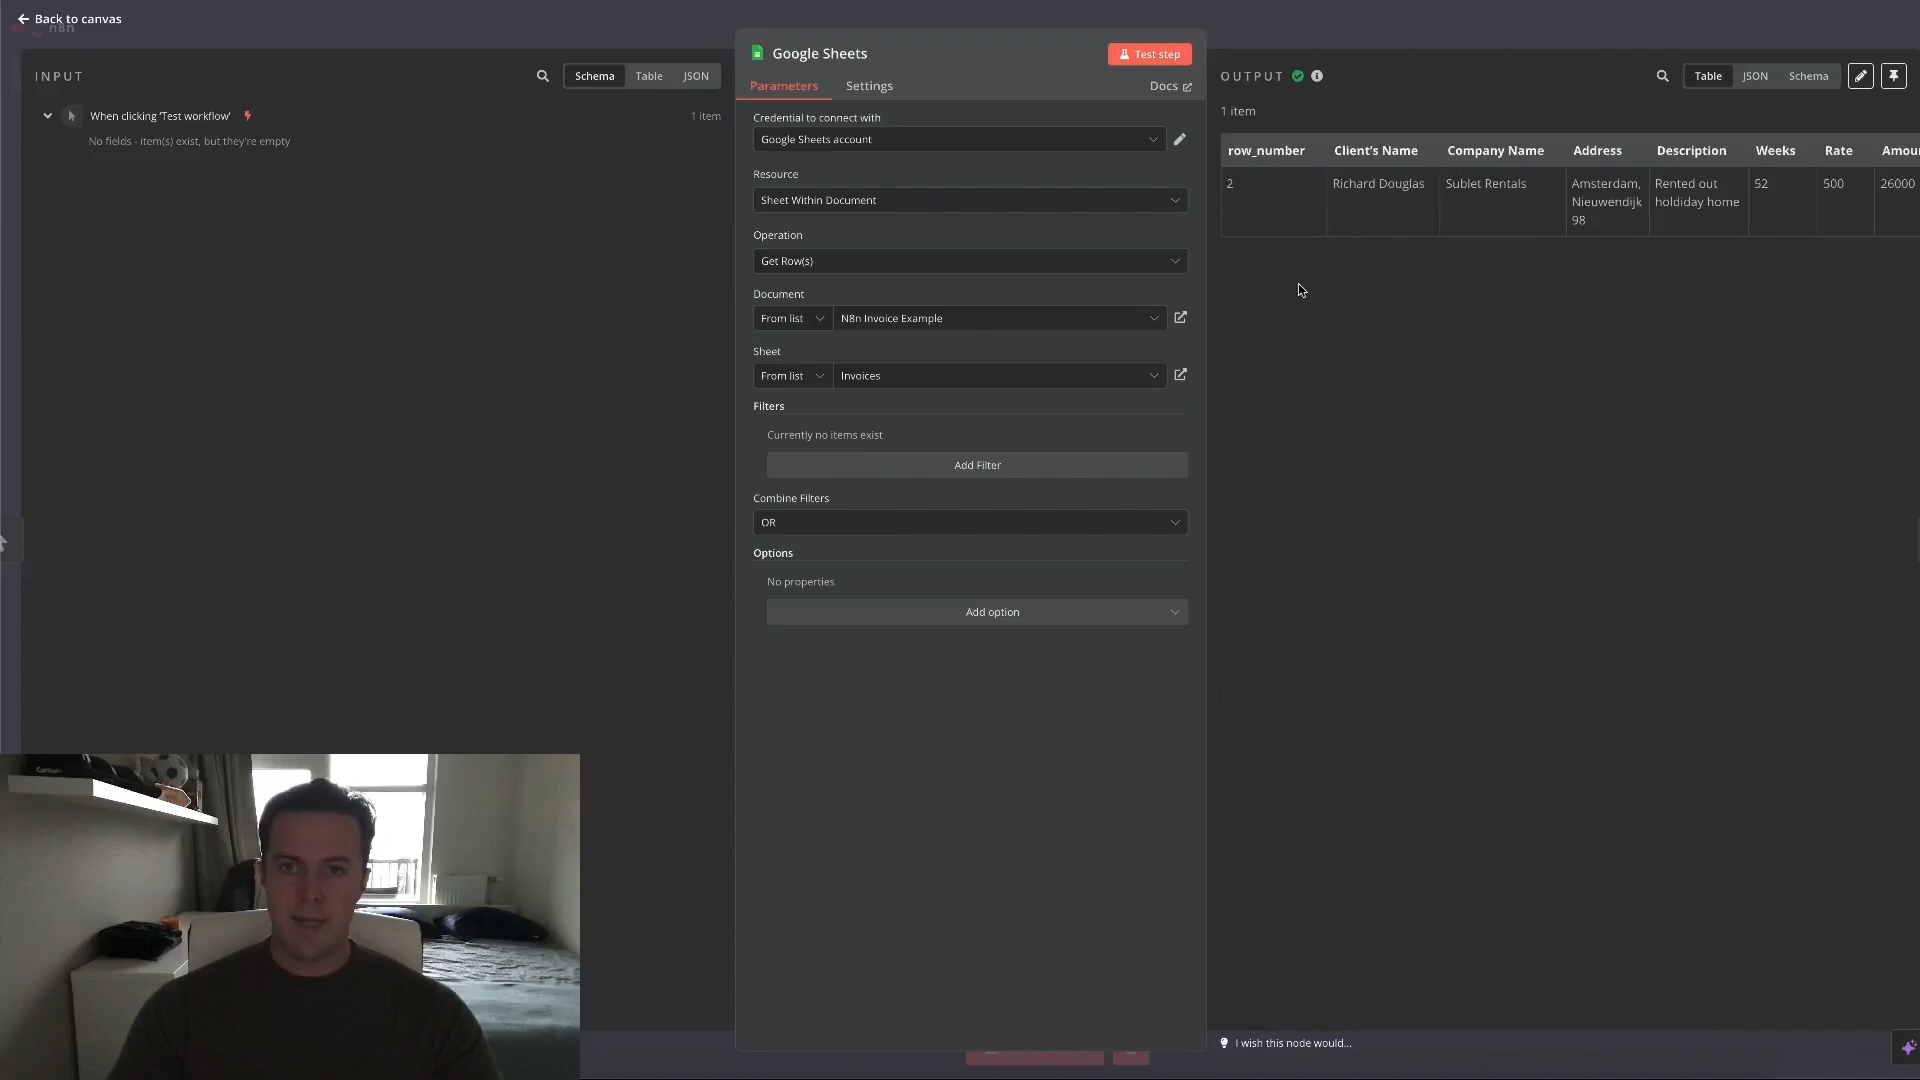 Back to canvas
n8n
INPUT
Schema
Table
JSON
When clicking 'Test workflow'
1 item
No fields - item(s) exist, but they're empty
Google Sheets
Test step
Parameters
Settings
Docs
Credential to connect with
Google Sheets account
Resource
Sheet Within Document
Operation
Get Row(s)
Document
From list
N8n Invoice Example
Sheet
From list
Invoices
Filters
Currently no items exist
Add Filter
Combine Filters
OR
Options
No properties
Add option
OUTPUT
Table
JSON
Schema
1 item
row_number Client's Name Company Name Address Description Weeks Rate Amou
2 Richard Douglas Sublet Rentals Amsterdam, Rented out 52 500 26000
Nieuwendijk holdiday home
98
I wish this node would...